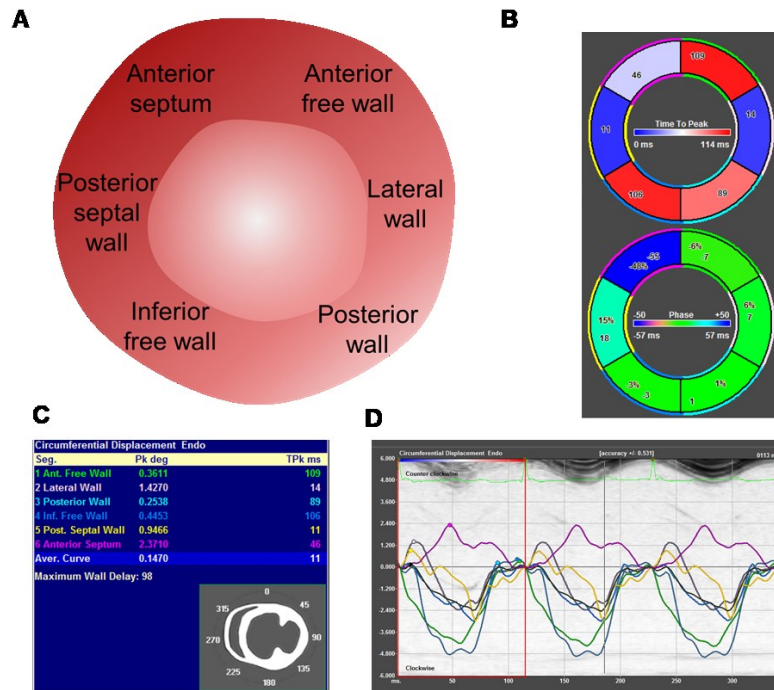 A
Anterior
septum
Anterior
free wall
Posterior
septal
wall
Lateral
wall
Inferior
free wall
Posterior
wall
B
109
46
14
11
Time To Peak
0 ms
114 ms
106
89
-55
-48%
-6%
7
6%
7
15%
18
-50
Phase
+50
-57 ms
57 ms
3%
-3
1%
1
C
Circumferential Displacement Endo
Seg. Pk deg TPk ms
1 Ant. Free Wall 0.3611 109
2 Lateral Wall 1.4270 14
3 Posterior Wall 0.2538 89
4 Inf. Free Wall 0.4453 106
5 Post. Septal Wall 0.9466 11
6 Anterior Septum 2.3710 46
Aver. Curve 0.1470 11
Maximum Wall Delay: 98
0
315
45
270
90
225
135
180
D
Circumferential Displacement Endo [accuracy +/- 0.531] 0113
6.000
Counter clockwise
4.800
2.400
1.200
0.000
-1.200
-2.400
-3.600
-4.800
Clockwise
-6.000
ms. 50 100 150 200 250 300